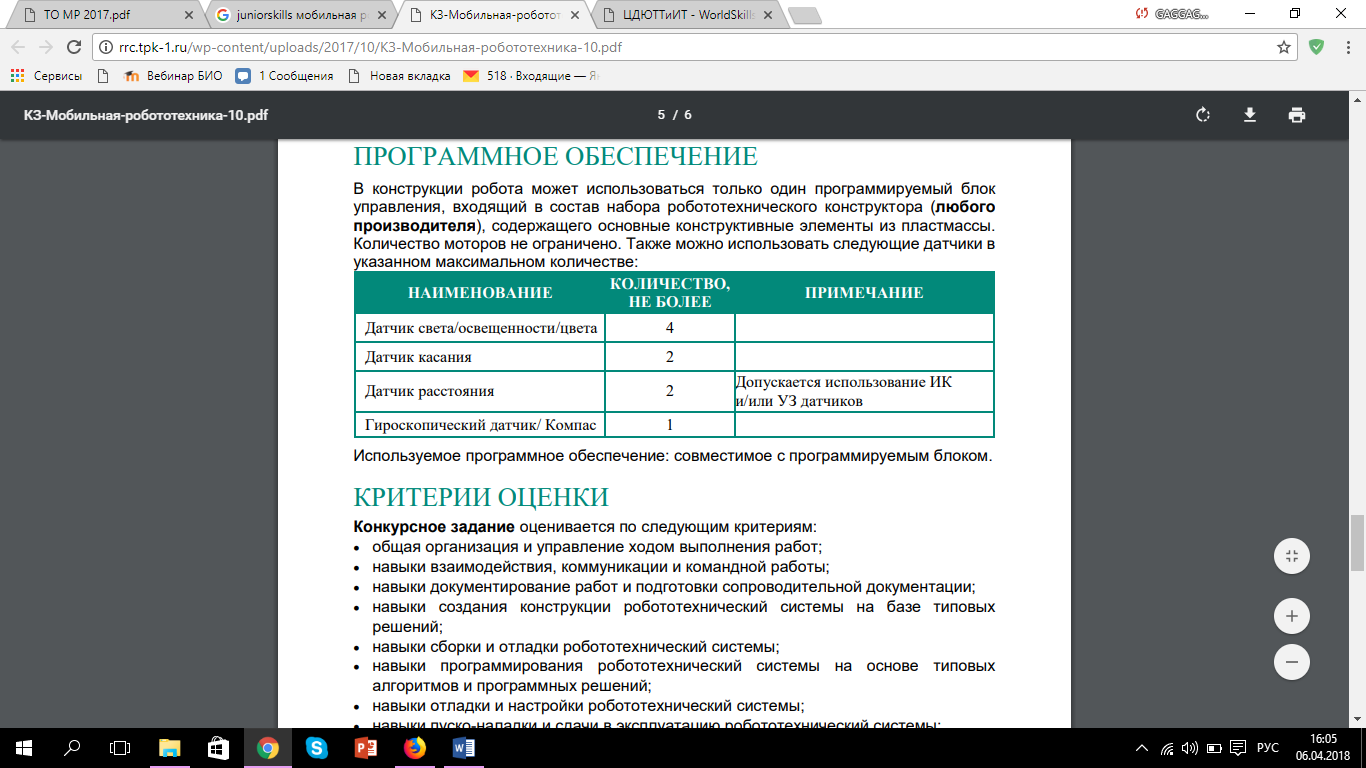 ТО МР 2017.pdf
juniorskills мобильная р
КЗ-Мобильная-роботот
ЦДЮТТиИТ - WorldSkill
GAGGAG...
rrc.tpk-1.ru/wp-content/uploads/2017/10/КЗ-Мобильная-робототехника-10.pdf
Сервисы
Вебинар БИО
1 Сообщения
Новая вкладка
518 · Входящие — Я
КЗ-Мобильная-робототехника-10.pdf
5 / 6
ПРОГРАММНОЕ ОБЕСПЕЧЕНИЕ
В конструкции робота может использоваться только один программируемый блок
управления, входящий в состав набора робототехнического конструктора (любого
производителя), содержащего основные конструктивные элементы из пластмассы.
Количество моторов не ограничено. Также можно использовать следующие датчики в
указанном максимальном количестве:
НАИМЕНОВАНИЕ
КОЛИЧЕСТВО,
НЕ БОЛЕЕ
ПРИМЕЧАНИЕ
Датчик света/освещенности/цвета
4
Датчик касания
2
Датчик расстояния
2
Допускается использование ИК
и/или УЗ датчиков
Гироскопический датчик/ Компас
1
Используемое программное обеспечение: совместимое с программируемым блоком.
КРИТЕРИИ ОЦЕНКИ
Конкурсное задание оценивается по следующим критериям:
• общая организация и управление ходом выполнения работ;
• навыки взаимодействия, коммуникации и командной работы;
• навыки документирование работ и подготовки сопроводительной документации;
• навыки создания конструкции робототехнический системы на базе типовых
решений;
• навыки сборки и отладки робототехнический системы;
• навыки программирования робототехнический системы на основе типовых
алгоритмов и программных решений;
• навыки отладки и настройки робототехнический системы;
• навыки пуско-наладки и сдачи в эксплуатацию робототехнический системы;
РУС
16:05
06.04.2018